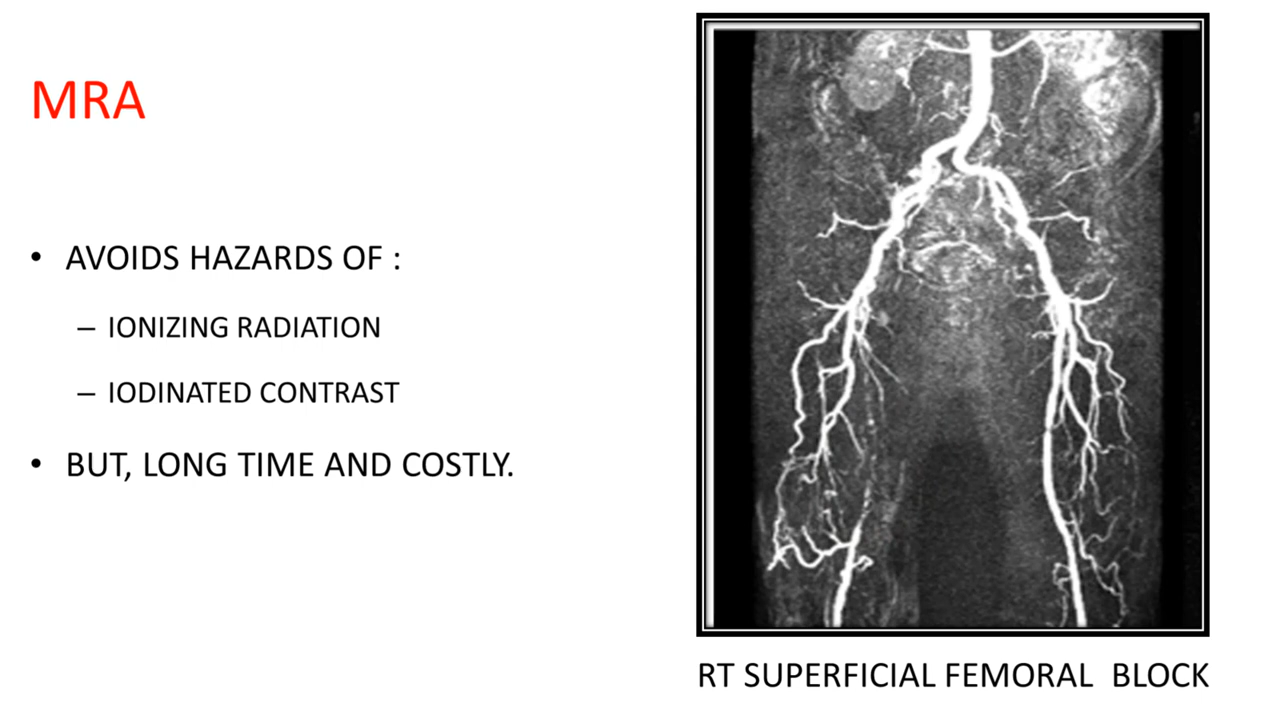 MRA
• AVOIDS HAZARDS OF :
– IONIZING RADIATION
– IODINATED CONTRAST
• BUT, LONG TIME AND COSTLY.
RT SUPERFICIAL FEMORAL BLOCK